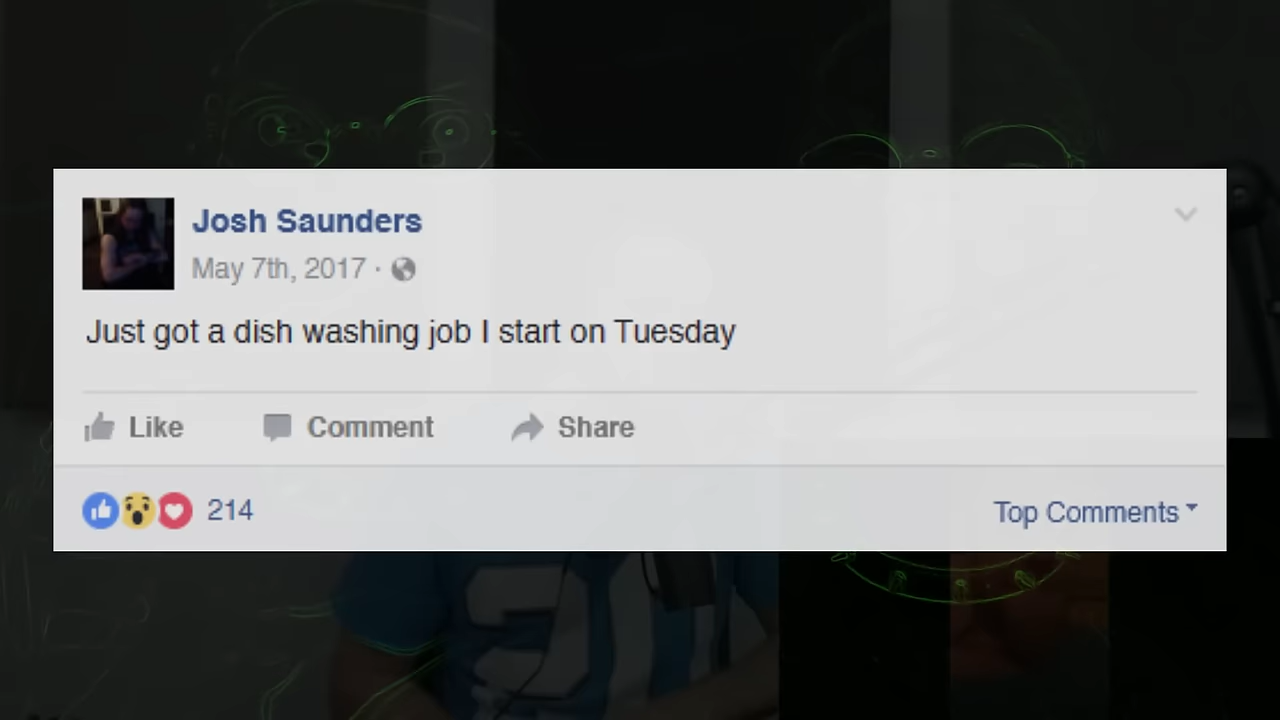 Josh Saunders
May 7th, 2017 ·
Just got a dish washing job I start on Tuesday
Like Comment Share
214 Top Comments